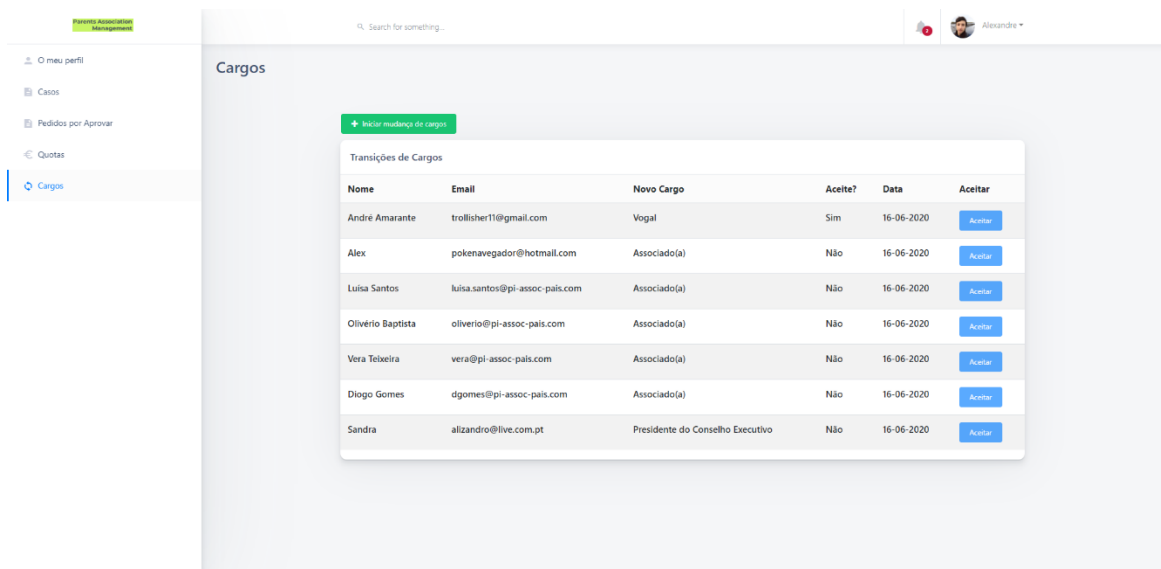 Parents Association
Management
Search for something...
2
Alexandre
O meu perfil
Casos
Pedidos por Aprovar
Quotas
Cargos
Cargos
Iniciar mudança de cargos
Transições de Cargos
Nome Email Novo Cargo Aceite? Data Aceitar
André Amarante trollisher11@gmail.com Vogal Sim 16-06-2020 Aceitar
Alex pokenavegador@hotmail.com Associado(a) Não 16-06-2020 Aceitar
Luísa Santos luisa.santos@pi-assoc-pais.com Associado(a) Não 16-06-2020 Aceitar
Olivério Baptista oliverio@pi-assoc-pais.com Associado(a) Não 16-06-2020 Aceitar
Vera Teixeira vera@pi-assoc-pais.com Associado(a) Não 16-06-2020 Aceitar
Diogo Gomes dgomes@pi-assoc-pais.com Associado(a) Não 16-06-2020 Aceitar
Sandra alizandro@live.com.pt Presidente do Conselho Executivo Não 16-06-2020 Aceitar